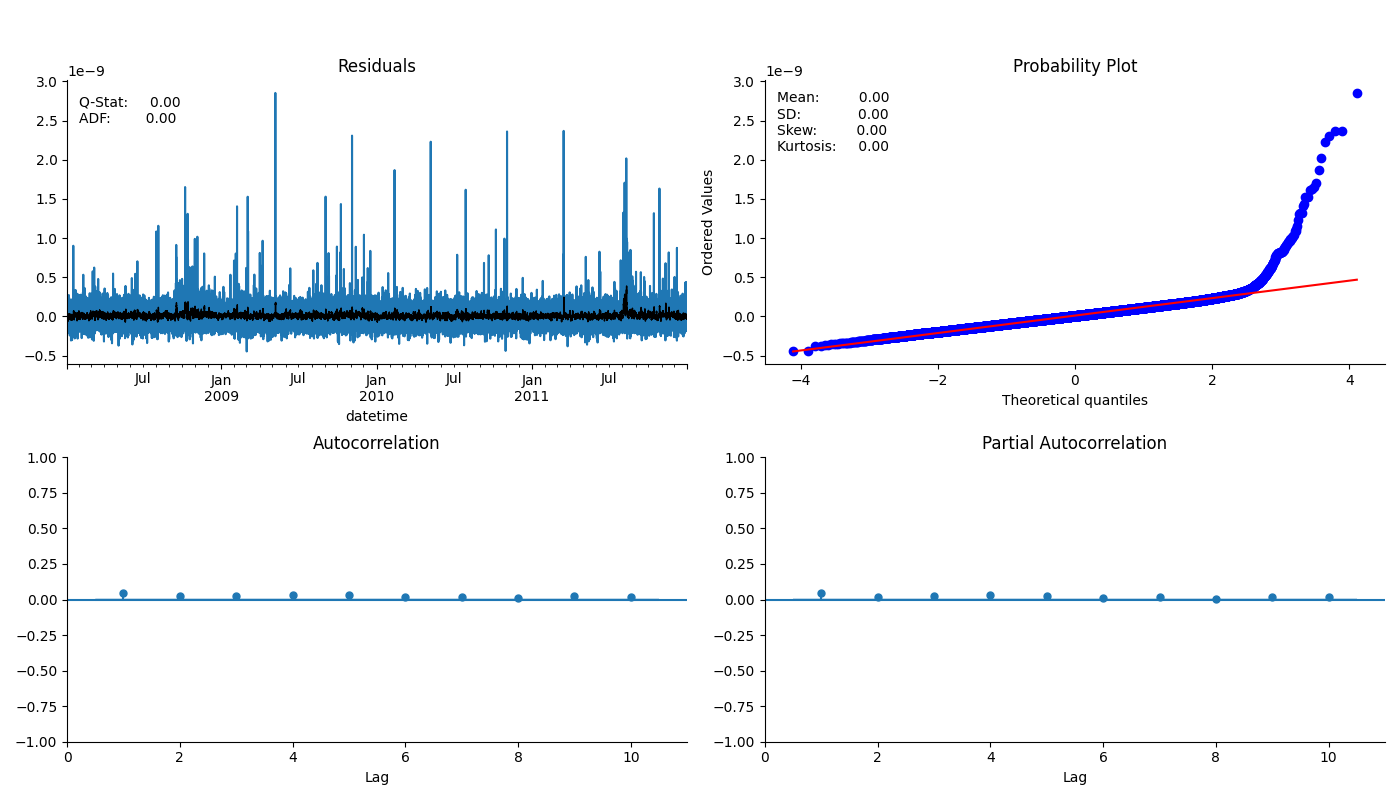 Residuals
1e−9
Q-Stat: 0.00
ADF: 0.00
3.0
2.5
2.0
1.5
1.0
0.5
0.0
−0.5
Jul Jan Jul Jan Jul Jan Jul
2009 2010 2011
datetime
Probability Plot
1e−9
Mean: 0.00
SD: 0.00
Skew: 0.00
Kurtosis: 0.00
Ordered Values
3.0
2.5
2.0
1.5
1.0
0.5
0.0
−0.5
−4 −2 0 2 4
Theoretical quantiles
Autocorrelation
1.00
0.75
0.50
0.25
0.00
−0.25
−0.50
−0.75
−1.00
0 2 4 6 8 10
Lag
Partial Autocorrelation
1.00
0.75
0.50
0.25
0.00
−0.25
−0.50
−0.75
−1.00
0 2 4 6 8 10
Lag